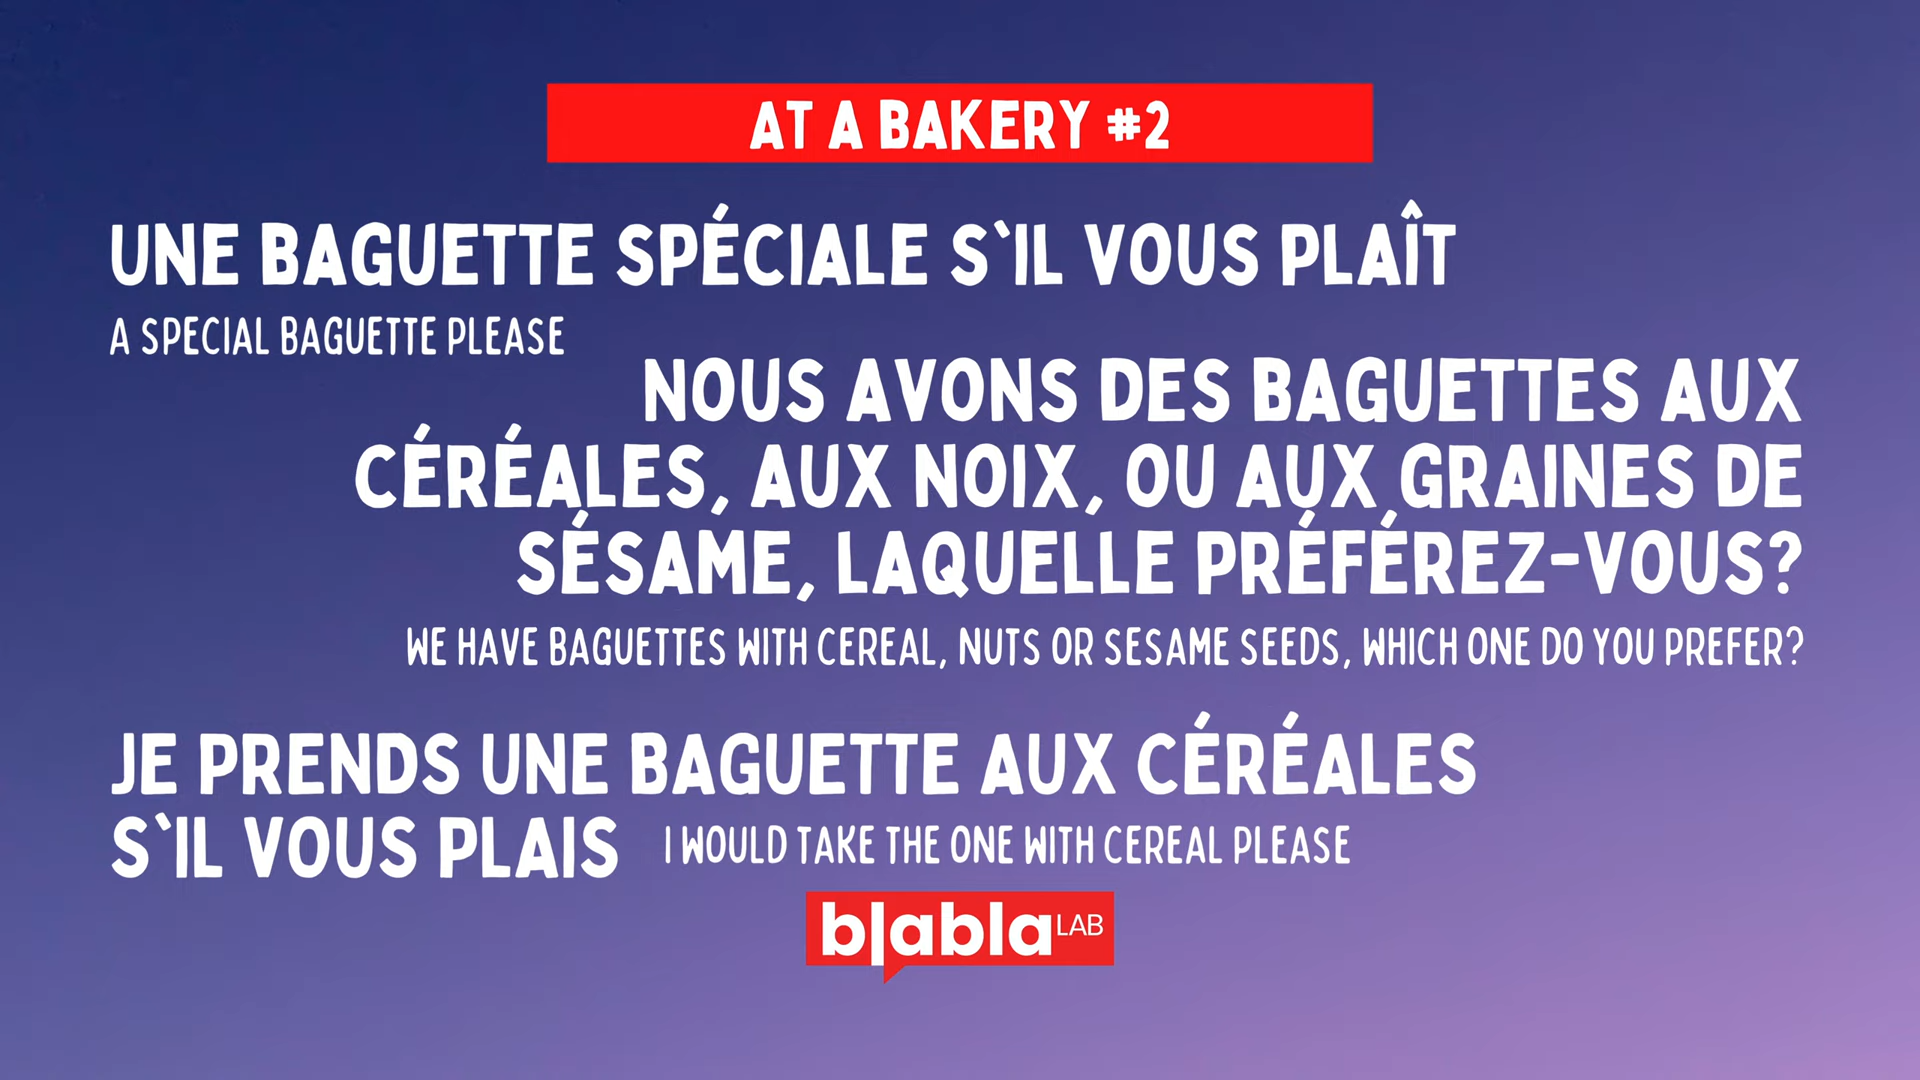 AT A BAKERY #2
UNE BAGUETTE SPÉCIALE S`IL VOUS PLAÎT
A SPECIAL BAGUETTE PLEASE
NOUS AVONS DES BAGUETTES AUX
CÉRÉALES, AUX NOIX, OU AUX GRAINES DE
SÉSAME, LAQUELLE PRÉFÉREZ-VOUS?
WE HAVE BAGUETTES WITH CEREAL, NUTS OR SESAME SEEDS, WHICH ONE DO YOU PREFER?
JE PRENDS UNE BAGUETTE AUX CÉRÉALES
S`IL VOUS PLAIS
I WOULD TAKE THE ONE WITH CEREAL PLEASE
blabla LAB